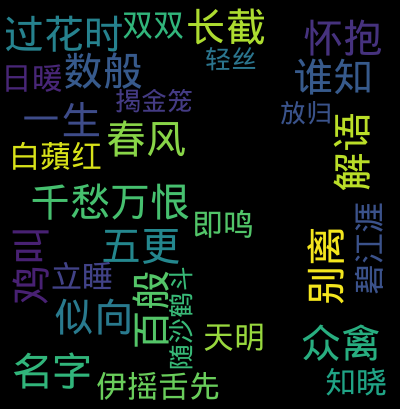 过花时
双双
长截
怀抱
轻丝
日暖
数般
谁知
揭金笼
一生
放归
春风
白蘋红
解语
千愁万恨
即鸣
碧江涯
五更
别离
鸡叫
立睡
百般
随沙鹤斗
似向
天明
众禽
名字
伊摇舌先
知晓